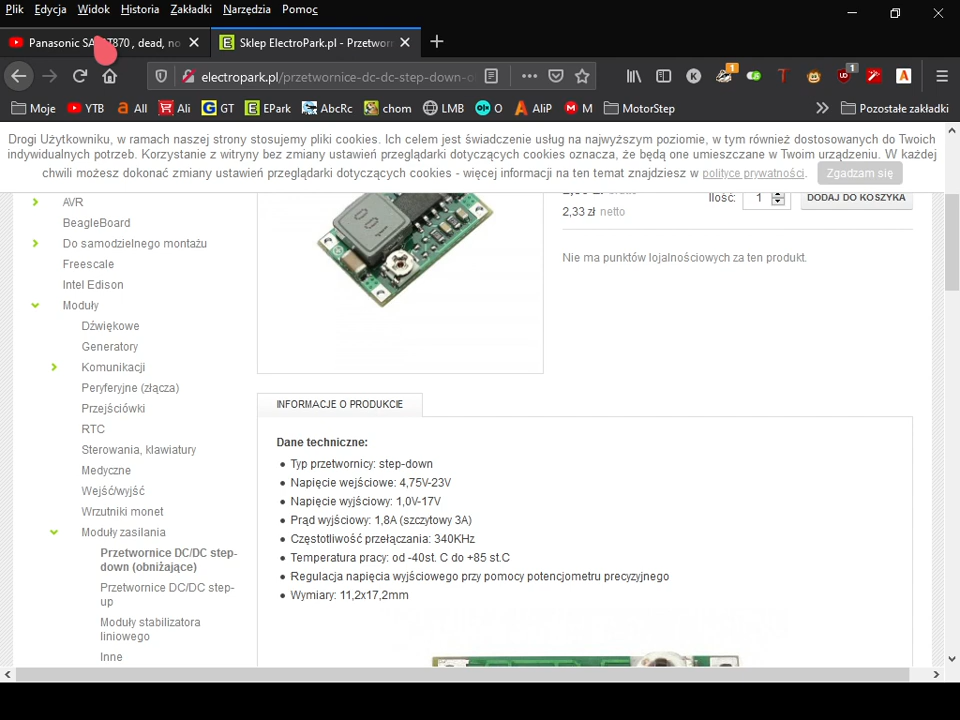 Plik Edycja Widok Historia Zakładki Narzędzia Pomoc
Panasonic SA T870 , dead, no
Sklep ElectroPark.pl - Przetworn
electropark.pl/przetwornice-dc-dc-step-down-o
Moje YTB All Ali GT EPark AbcRc chom LMB O AliP M MotorStep Pozostałe zakładki
Drogi Użytkowniku, w ramach naszej strony stosujemy pliki cookies. Ich celem jest świadczenie usług na najwyższym poziomie, w tym również dostosowanych do Twoich
indywidualnych potrzeb. Korzystanie z witryny bez zmiany ustawień przeglądarki dotyczących cookies oznacza, że będą one umieszczane w Twoim urządzeniu. W każdej
chwili możesz dokonać zmiany ustawień przeglądarki dotyczących cookies - więcej informacji na ten temat znajdziesz w polityce prywatności. Zgadzam się
AVR
BeagleBoard
Do samodzielnego montażu
Freescale
Intel Edison
Moduły
Dźwiękowe
Generatory
Komunikacji
Peryferyjne (złącza)
Przejściówki
RTC
Sterowania, klawiatury
Medyczne
Wejść/wyjść
Wrzutniki monet
Moduły zasilania
Przetwornice DC/DC step-
down (obniżające)
Przetwornice DC/DC step-
up
Moduły stabilizatora
liniowego
Inne
Ilość: 1 DODAJ DO KOSZYKA
2,33 zł netto
Nie ma punktów lojalnościowych za ten produkt.
INFORMACJE O PRODUKCIE
Dane techniczne:
Typ przetwornicy: step-down
Napięcie wejściowe: 4,75V-23V
Napięcie wyjściowy: 1,0V-17V
Prąd wyjściowy: 1,8A (szczytowy 3A)
Częstotliwość przełączania: 340KHz
Temperatura pracy: od -40st. C do +85 st.C
Regulacja napięcia wyjściowego przy pomocy potencjometru precyzyjnego
Wymiary: 11,2x17,2mm